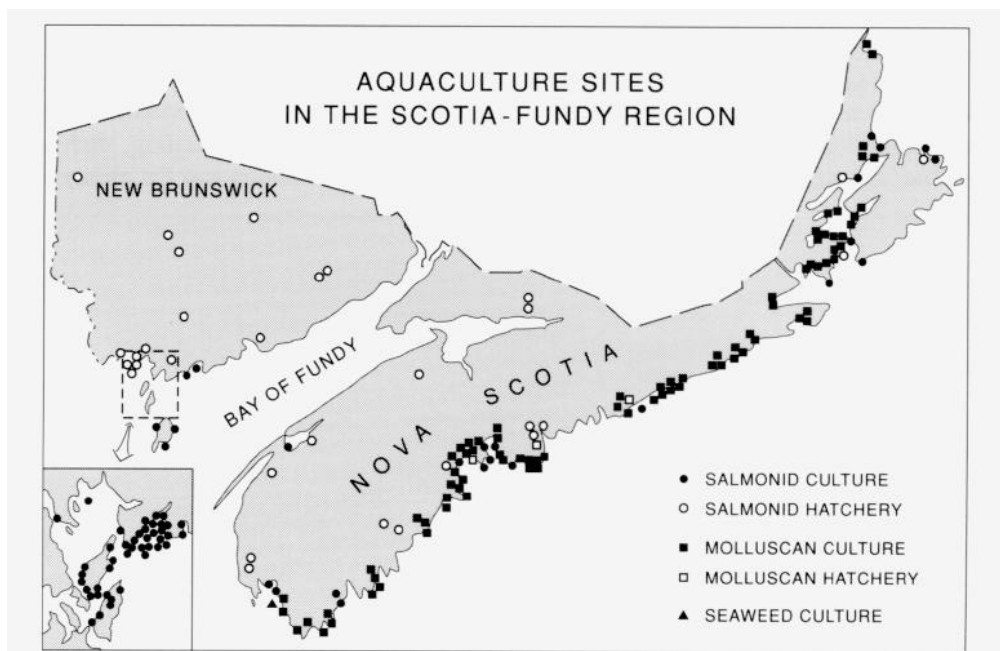 AQUACULTURE SITES
IN THE SCOTIA-FUNDY REGION
NEW BRUNSWICK
BAY OF FUNDY
NOVA SCOTIA
SALMONID CULTURE
SALMONID HATCHERY
MOLLUSCAN CULTURE
MOLLUSCAN HATCHERY
SEAWEED CULTURE